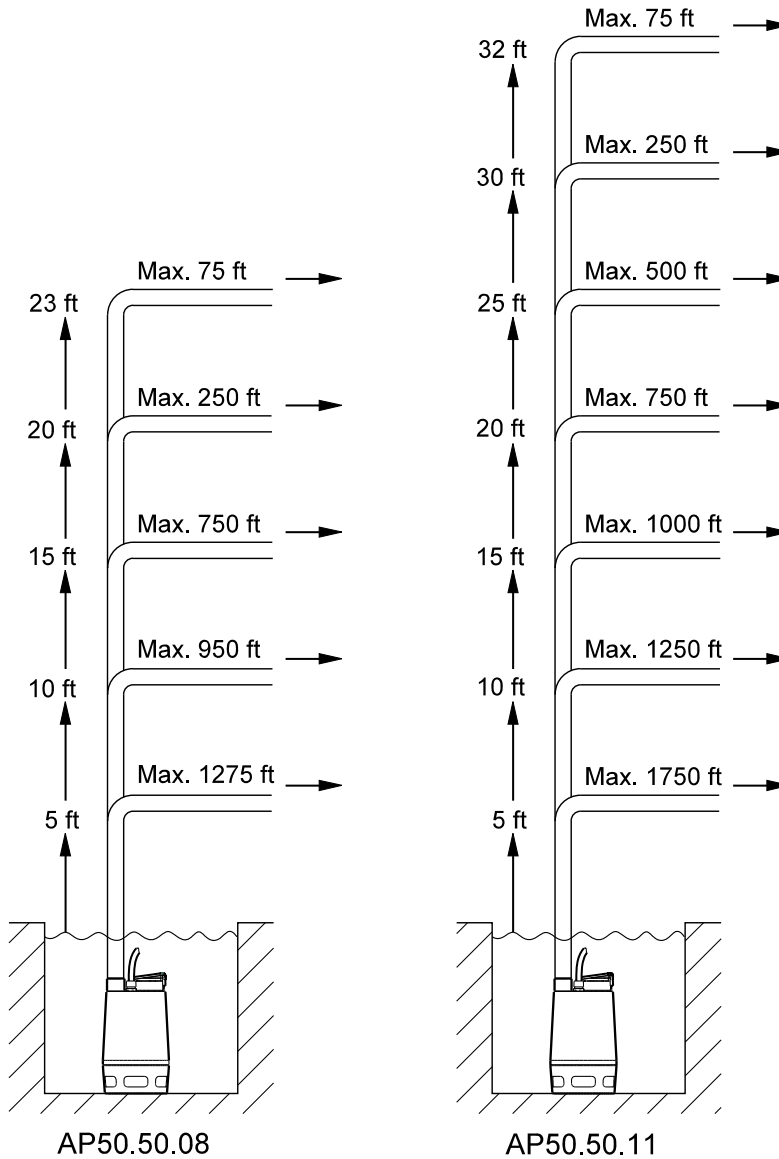 Max. 75 ft
23 ft
Max. 250 ft
20 ft
Max. 750 ft
15 ft
Max. 950 ft
10 ft
Max. 1275 ft
5 ft
AP50.50.08
Max. 75 ft
32 ft
Max. 250 ft
30 ft
Max. 500 ft
25 ft
Max. 750 ft
20 ft
Max. 1000 ft
15 ft
Max. 1250 ft
10 ft
Max. 1750 ft
5 ft
AP50.50.11